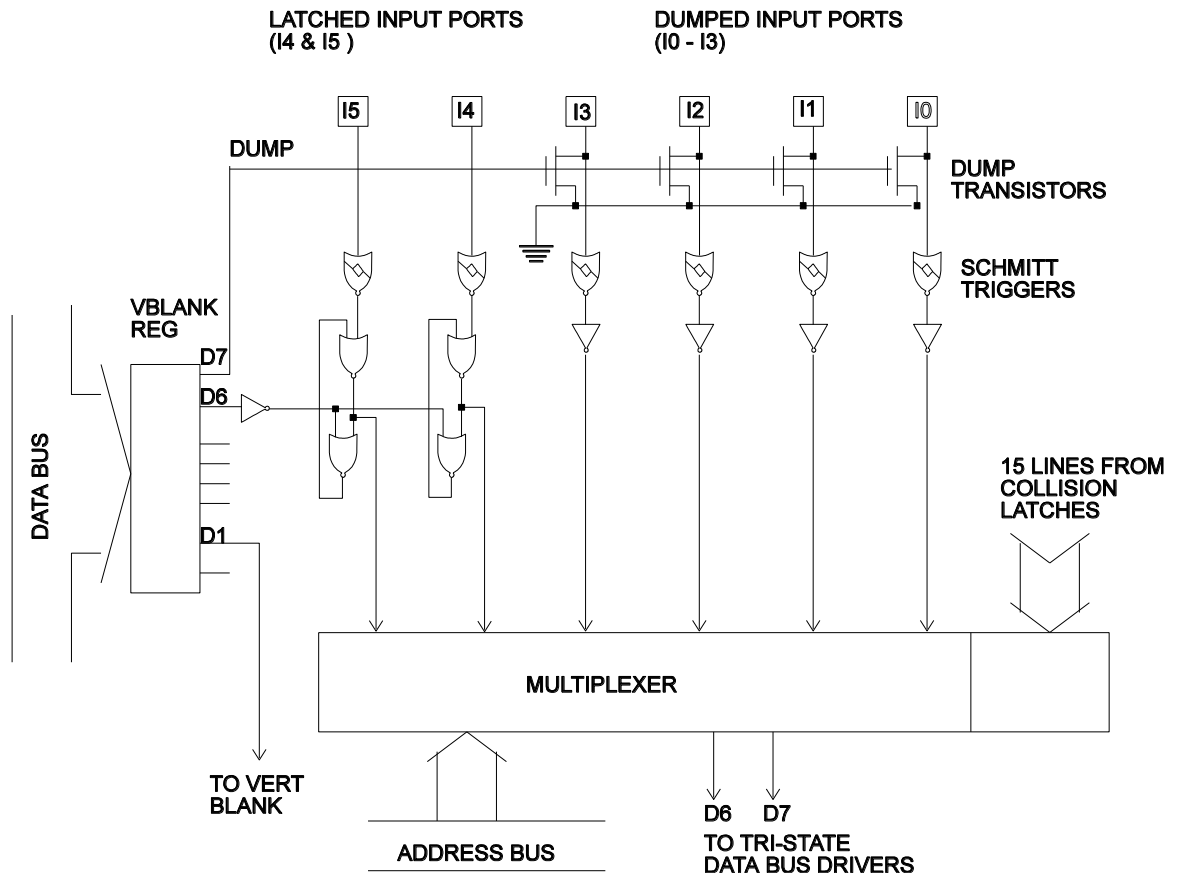 LATCHED INPUT PORTS
(I4 & I5 )
DUMPED INPUT PORTS
(I0 - I3)
I5
I4
I3
I2
I1
I0
DUMP
DUMP
TRANSISTORS
SCHMITT
TRIGGERS
VBLANK
REG
D7
D6
D1
DATA BUS
15 LINES FROM
COLLISION
LATCHES
MULTIPLEXER
TO VERT
BLANK
D6
D7
TO TRI-STATE
DATA BUS DRIVERS
ADDRESS BUS